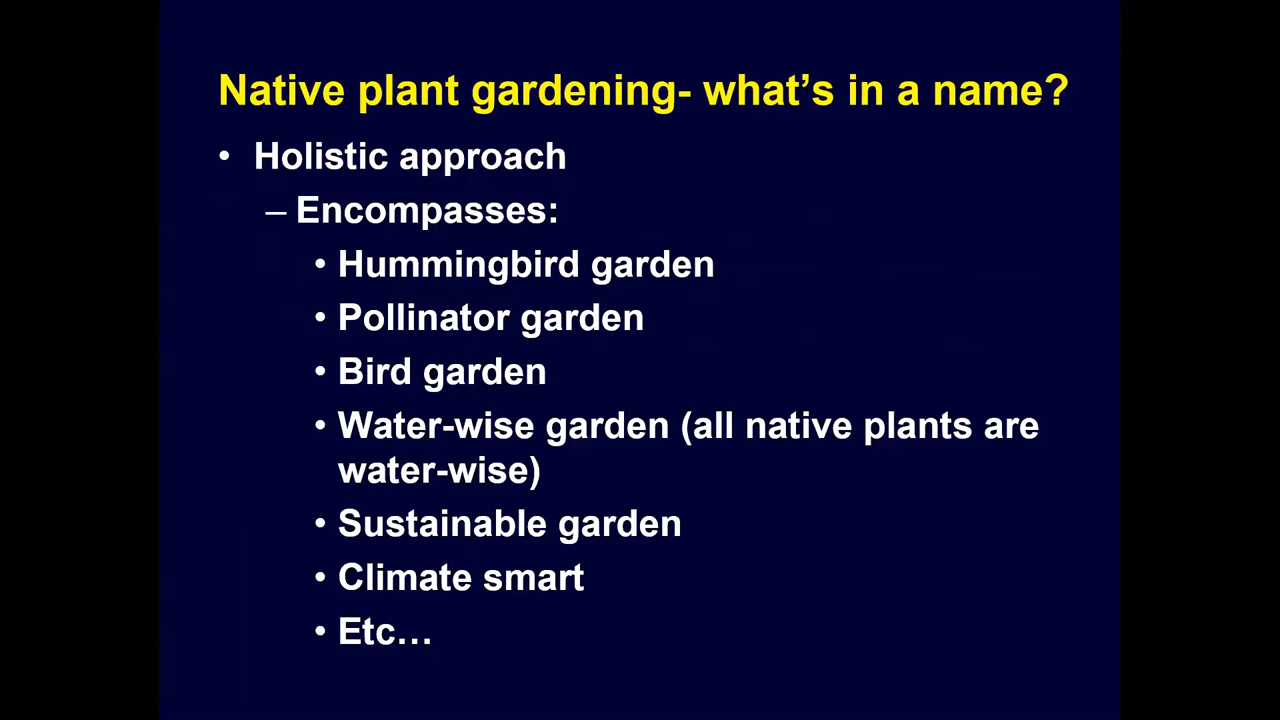 Native plant gardening- what’s in a name?
• Holistic approach
– Encompasses:
• Hummingbird garden
• Pollinator garden
• Bird garden
• Water-wise garden (all native plants are
water-wise)
• Sustainable garden
• Climate smart
• Etc…